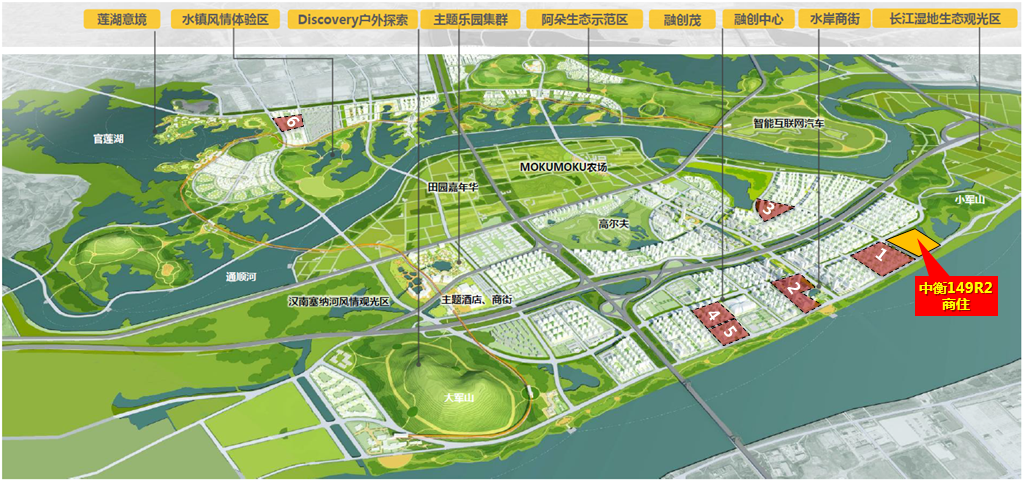 莲湖意境
水镇风情体验区
Discovery户外探索
主题乐园集群
阿朵生态示范区
融创茂
融创中心
水岸商街
长江湿地生态观光区
6
智能互联网汽车
官莲湖
MOKUMOKU农场
田园嘉年华
小军山
3
高尔夫
1
通顺河
2
中衡149R2
商住
汉南塞纳河风情观光区
主题酒店、商街
4
5
大军山